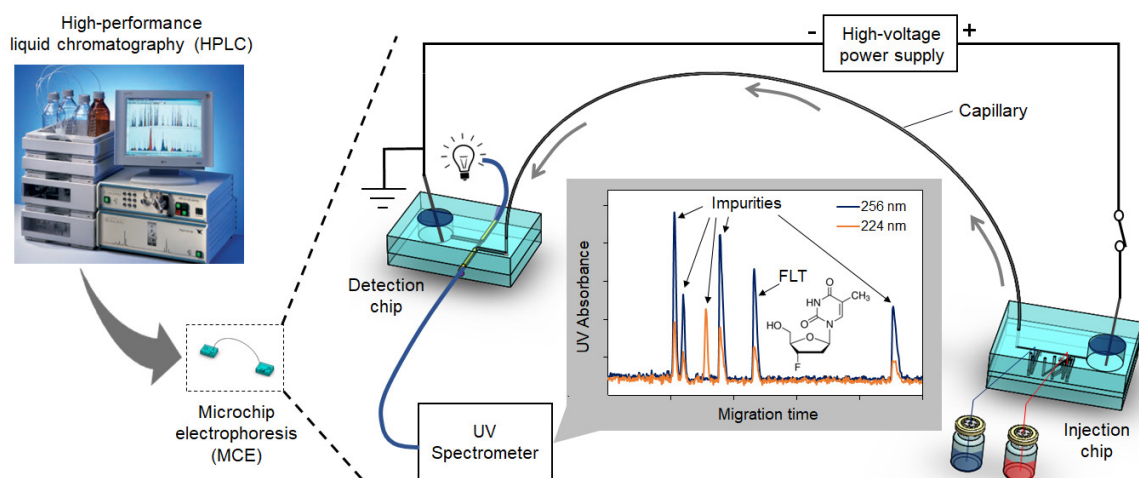 High-performance
liquid chromatography (HPLC)
-
High-voltage
power supply
+
Capillary
Detection
chip
Impurities
256 nm
224 nm
FLT
O
CH3
HN
O
N
HO
O
F
UV Absorbance
Migration time
Microchip
electrophoresis
(MCE)
UV
Spectrometer
Injection
chip